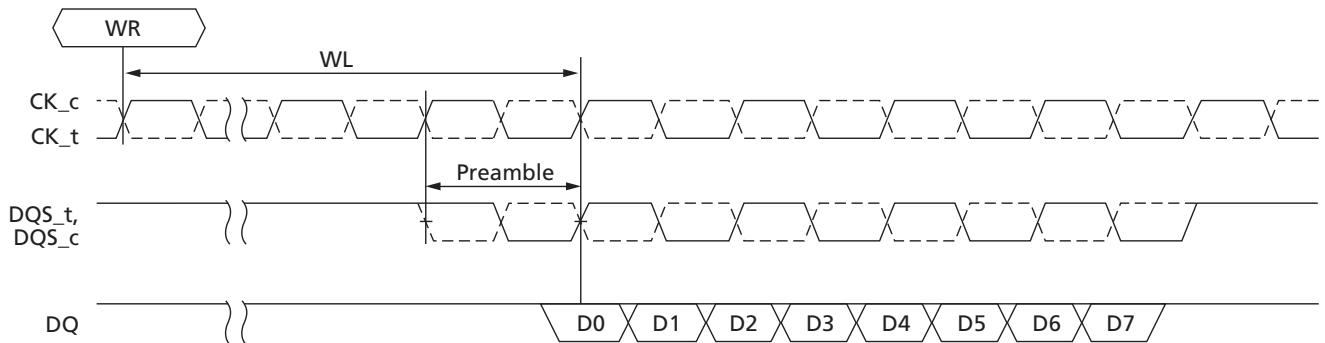 WR
WL
CK_c
CK_t
Preamble
DQS_t,
DQS_c
DQ
D0 D1 D2 D3 D4 D5 D6 D7